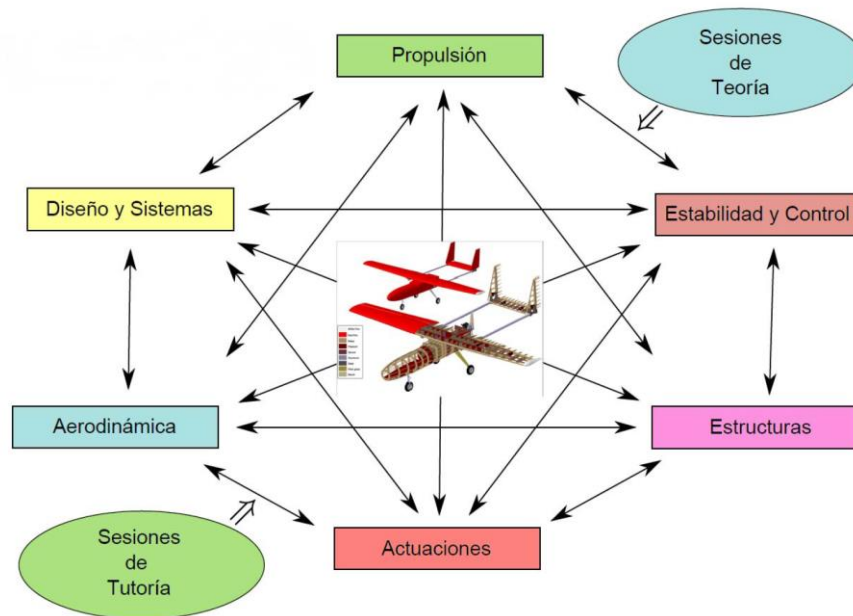 Propulsión
Sesiones
de
Teoría
Diseño y Sistemas
Estabilidad y Control
Aerodinámica
Estructuras
Sesiones
de
Tutoría
Actuaciones